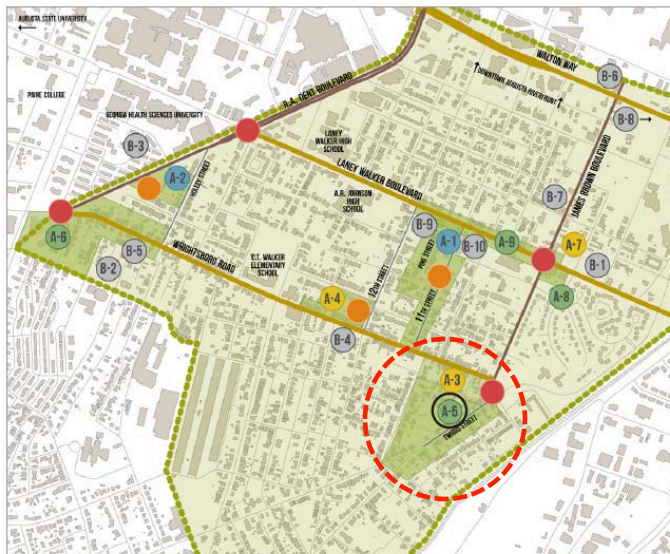 AUGUSTA STATE UNIVERSITY
WALTON WAY
B-6
PAINE COLLEGE
R.A. DENT BOULEVARD
DOWNTOWN AUGUSTA RIVERFRONT
B-8
GEORGIA HEALTH SCIENCES UNIVERSITY
B-3
LANEY
WALKER HIGH
SCHOOL
LANEY WALKER BOULEVARD
JAMES BROWN BOULEVARD
A-2
HOLLEY STREET
A.R. JOHNSON
HIGH
SCHOOL
B-7
B-9
A-6
A-1
B-10
A-9
A-7
B-5
B-2
WRIGHTSBORO ROAD
C.T. WALKER
ELEMENTARY
SCHOOL
12TH STREET
PINE STREET
B-1
A-4
11TH STREET
A-8
B-4
A-3
A-5
STREET